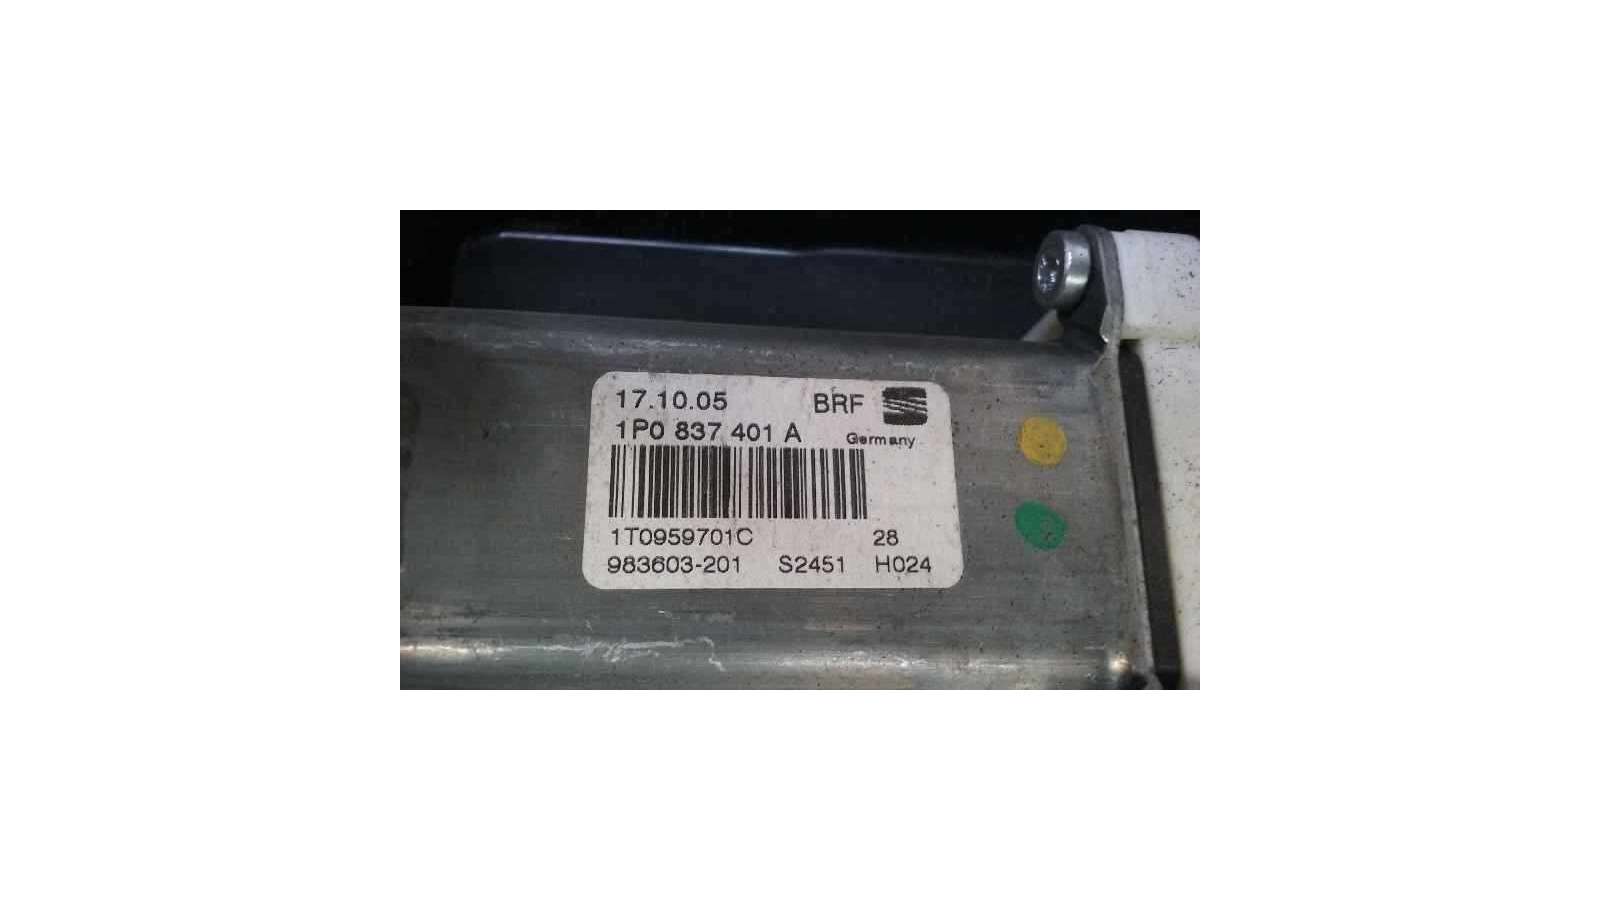 17.10.05 BRF
1P0 837 401 A Germany
1T0959701C 28
983603-201 S2451 H024